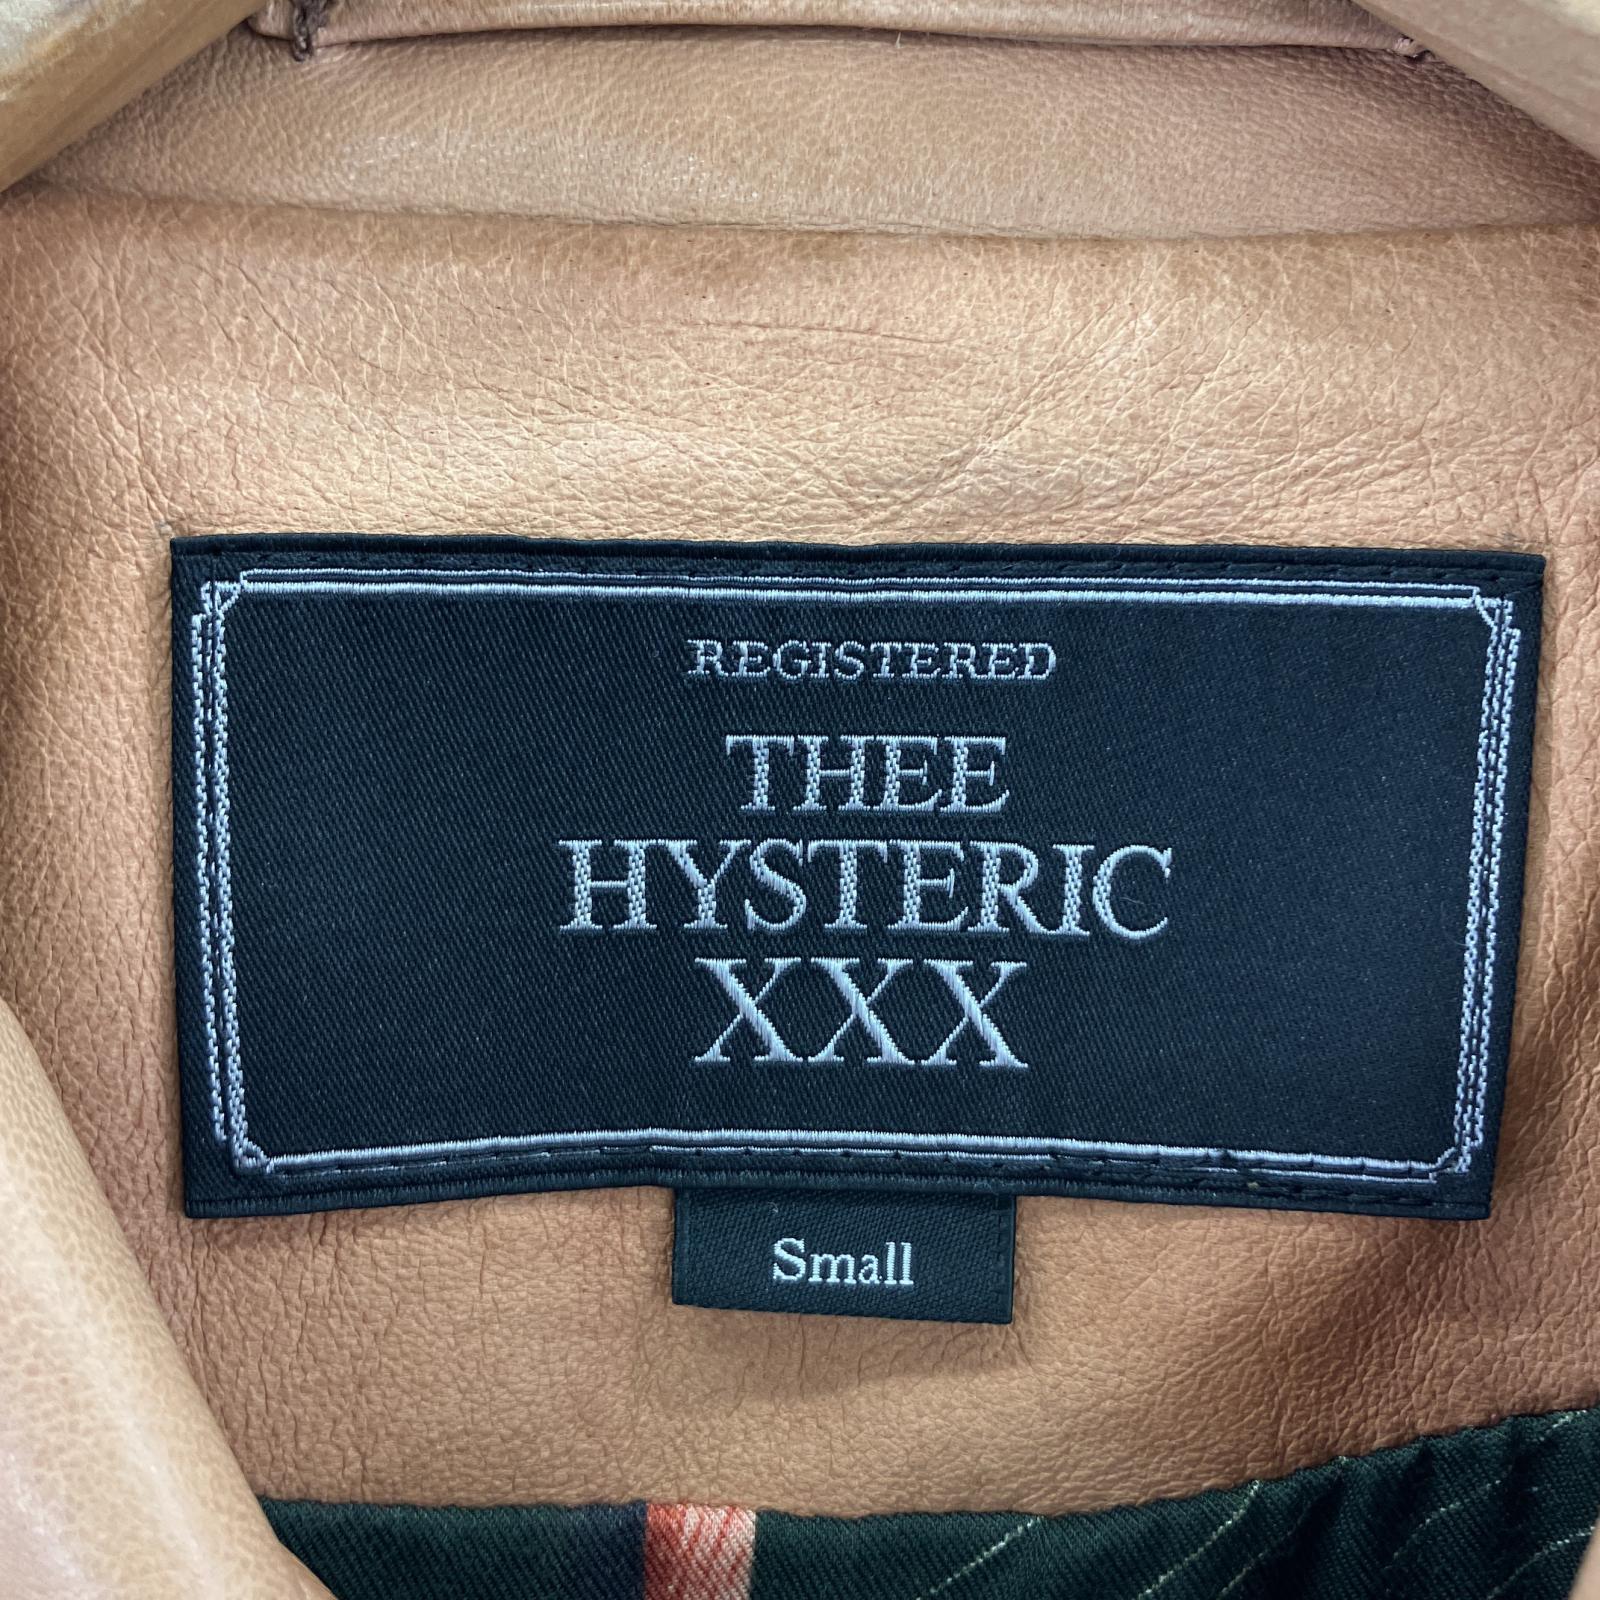 REGISTERED
THEE
HYSTERIC
XXX
Small